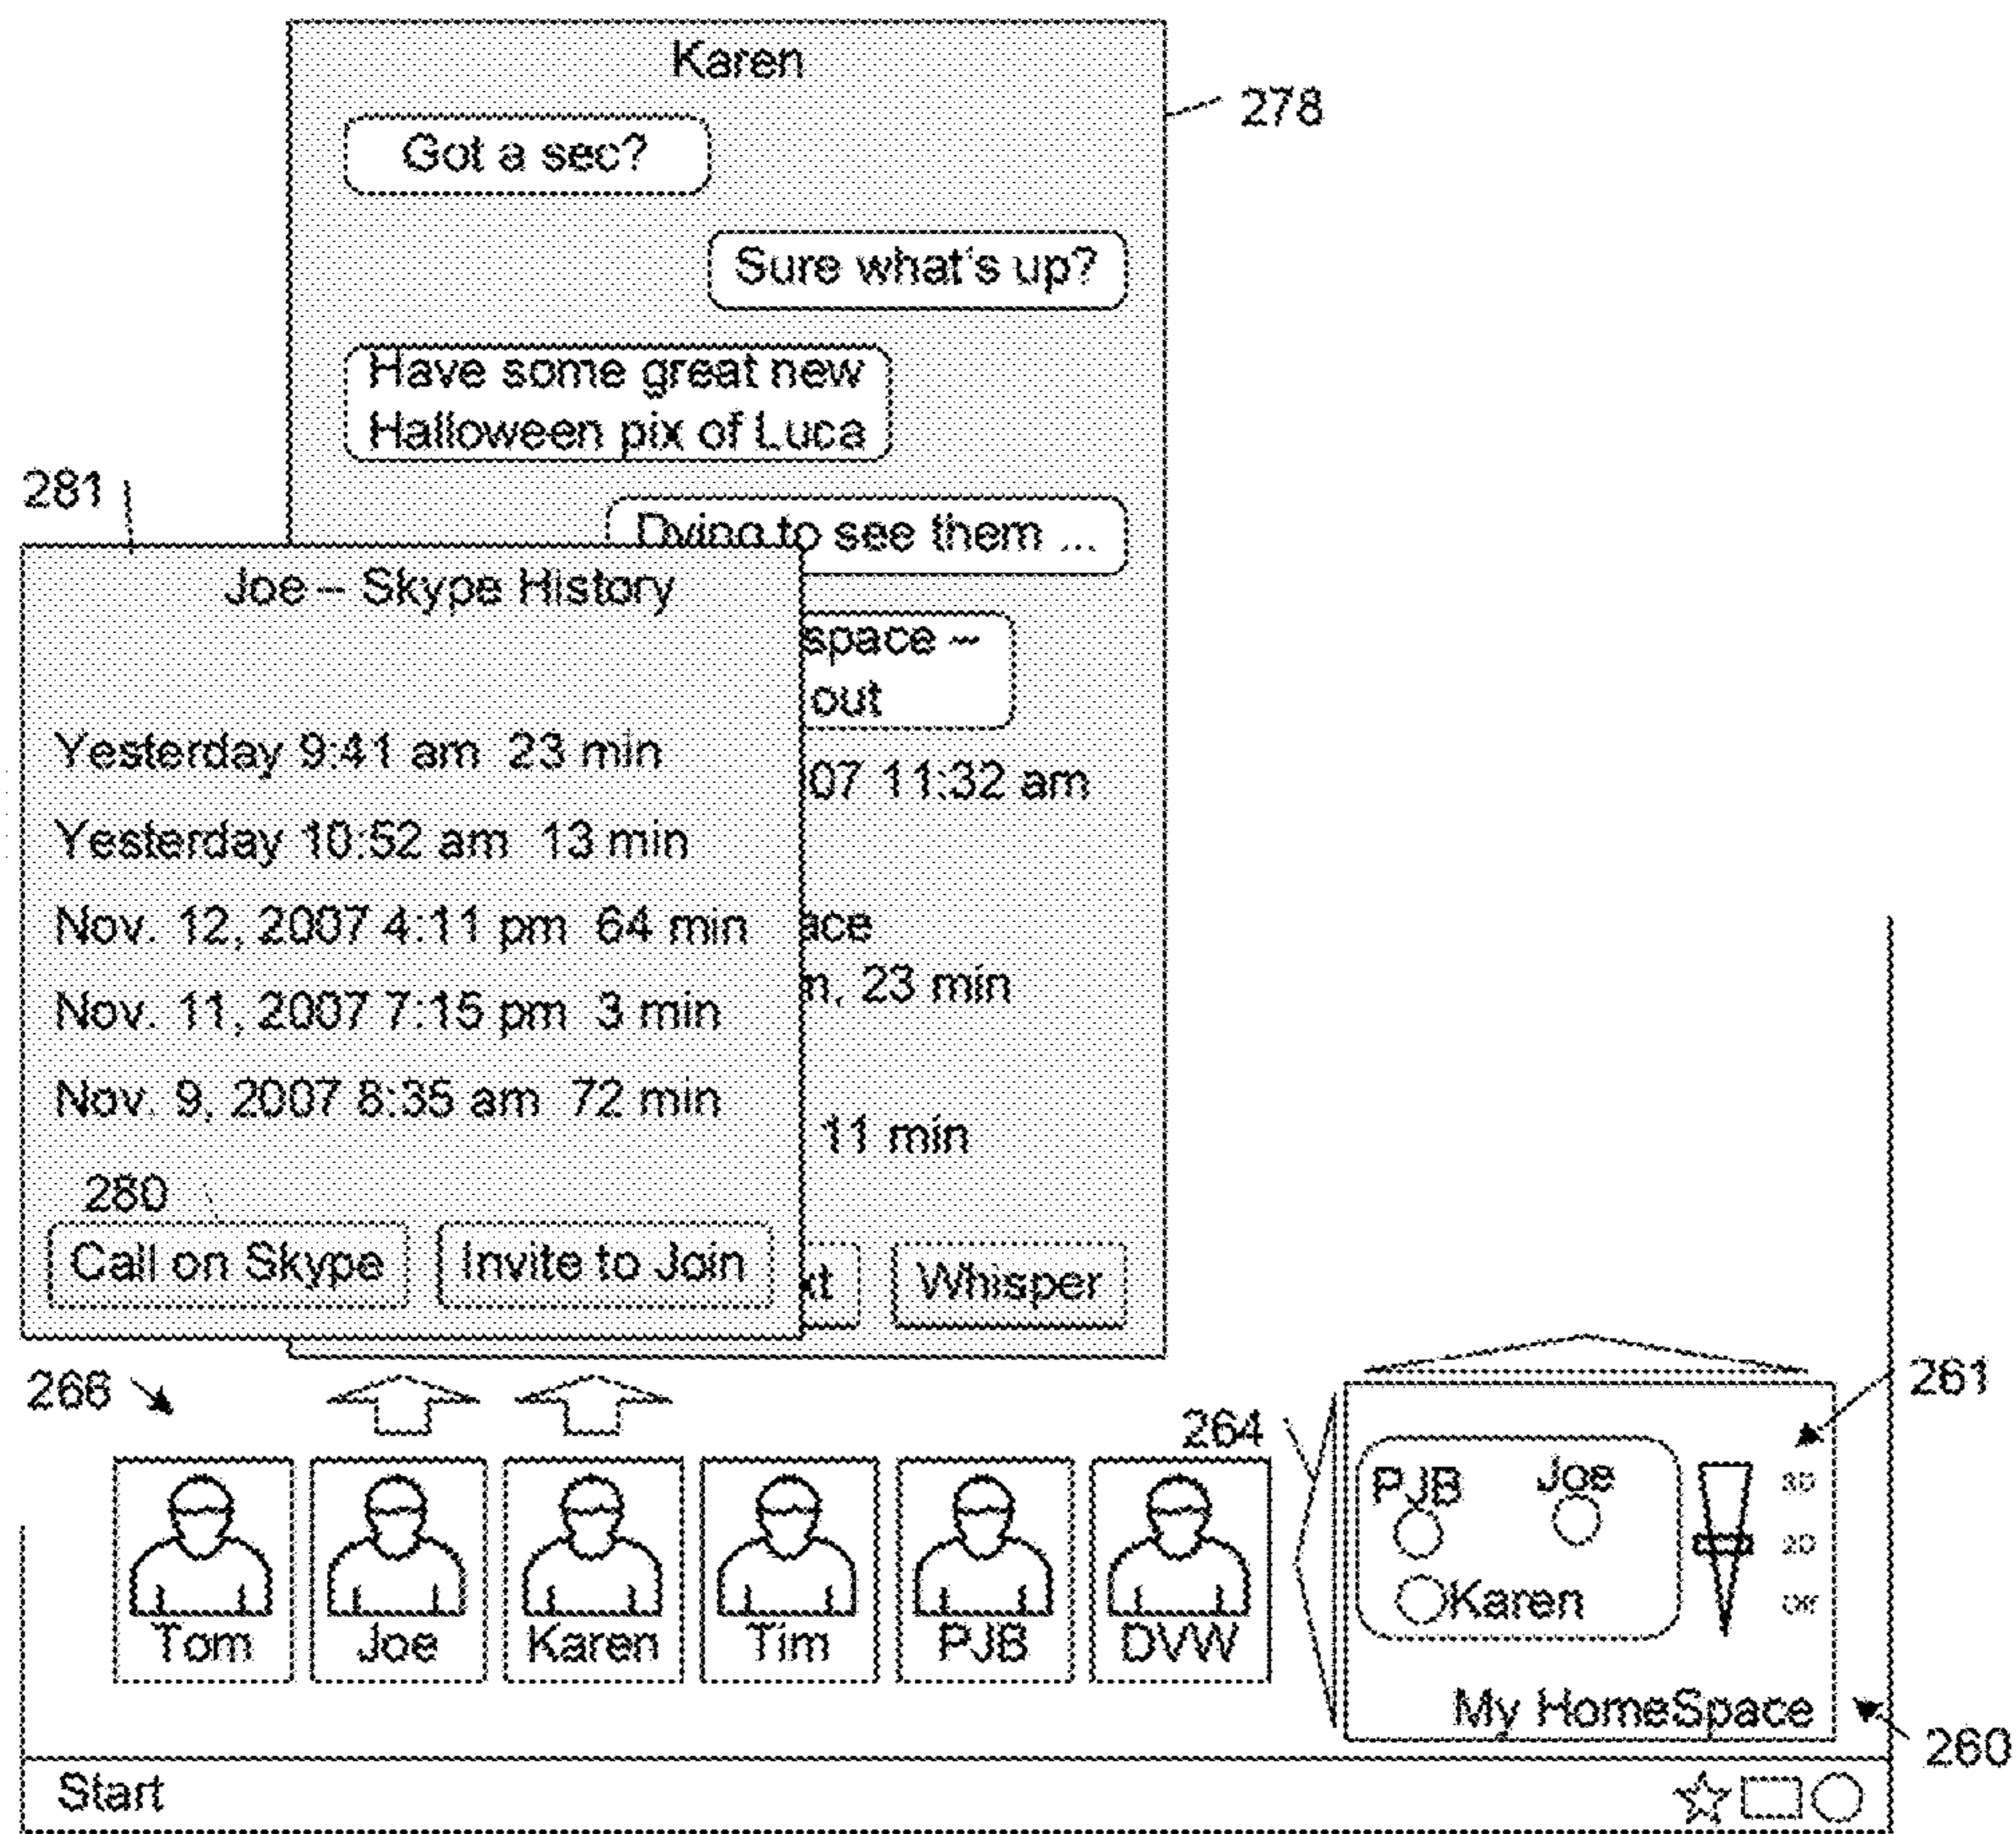 Karen
278
Got a sec?
Sure what's up?
Have some great new
Halloween pix of Luca
281
Dying to see them ...
Joe – Skype History
space –
out
Yesterday 9:41 am 23 min
07 11:32 am
Yesterday 10:52 am 13 min
Nov. 12, 2007 4:11 pm 64 min
ace
n, 23 min
Nov. 11, 2007 7:15 pm 3 min
Nov. 9, 2007 8:35 am 72 min
11 min
280
Call on Skype
Invite to Join
xt
Whisper
266
261
264
PJB
Joe
3D
2D
Off
Karen
Tom
Joe
Karen
Tim
PJB
DVW
My HomeSpace
260
Start